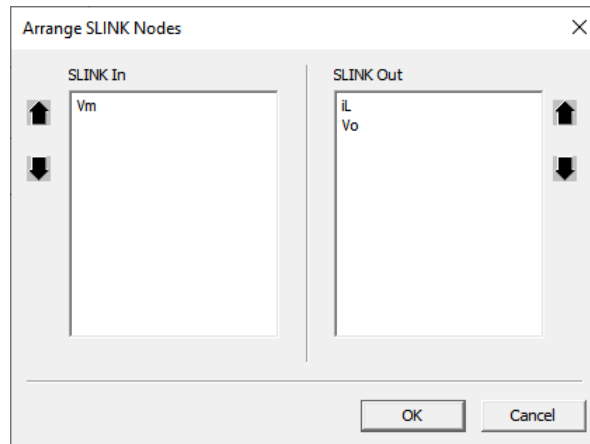 Arrange SLINK Nodes
SLINK In
SLINK Out
Vm
iL
Vo
OK
Cancel